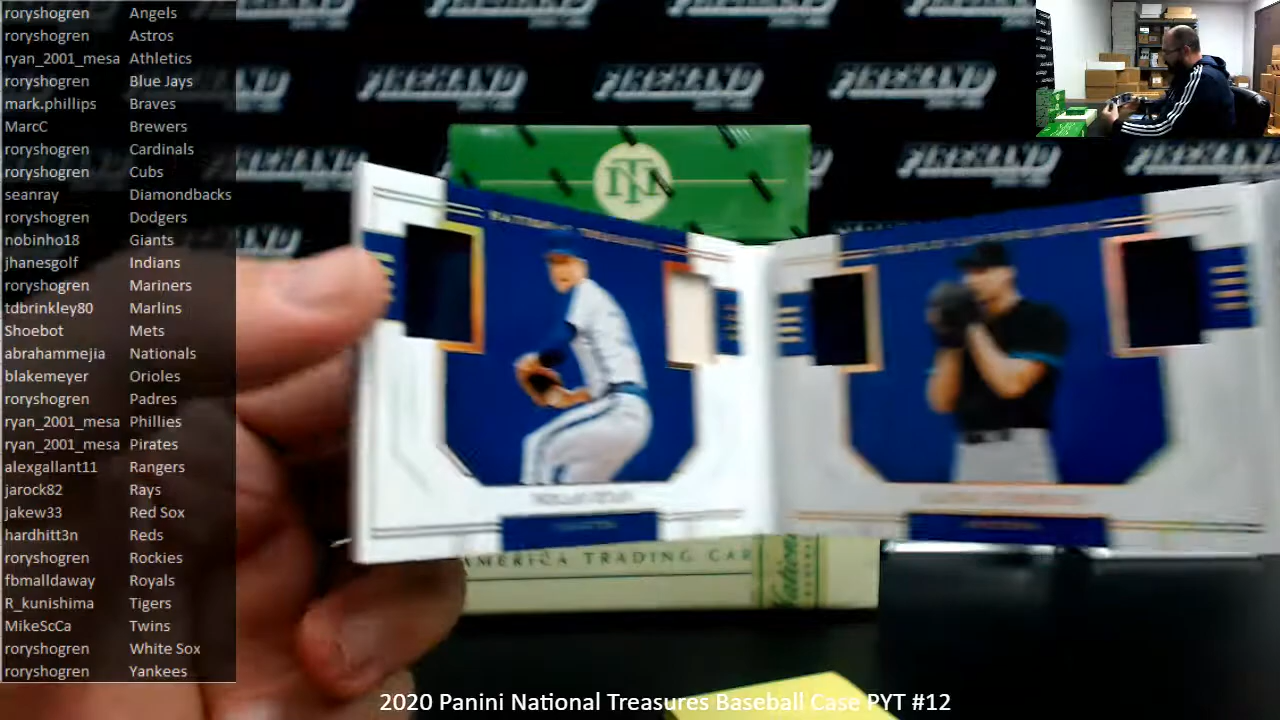 roryshogren Angels
roryshogren Astros
ryan_2001_mesa Athletics
roryshogren Blue Jays
mark.phillips Braves
MarcC Brewers
roryshogren Cardinals
roryshogren Cubs
seanray Diamondbacks
roryshogren Dodgers
nobinho18 Giants
jhanesgolf Indians
roryshogren Mariners
tdbrinkley80 Marlins
Shoebot Mets
abrahammejia Nationals
blakemeyer Orioles
roryshogren Padres
ryan_2001_mesa Phillies
ryan_2001_mesa Pirates
alexgallant11 Rangers
jarock82 Rays
jakew33 Red Sox
hardhitt3n Reds
roryshogren Rockies
fbmalldaway Royals
R_kunishima Tigers
MikeScCa Twins
roryshogren White Sox
roryshogren Yankees
FIREHAND FIREHAND FIREHAND
NT
AMERICA TRADING CAR
National
2020 Panini National Treasures Baseball Case PYT #12